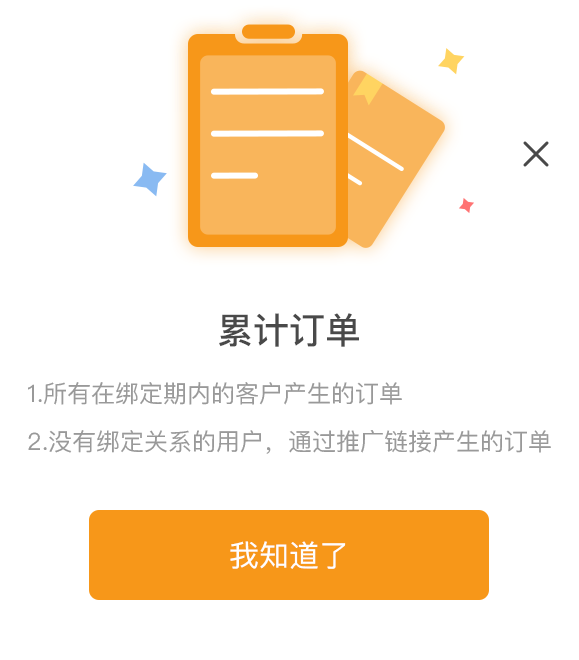 累计订单
1.所有在绑定期内的客户产生的订单
2.没有绑定关系的用户，通过推广链接产生的订单
我知道了